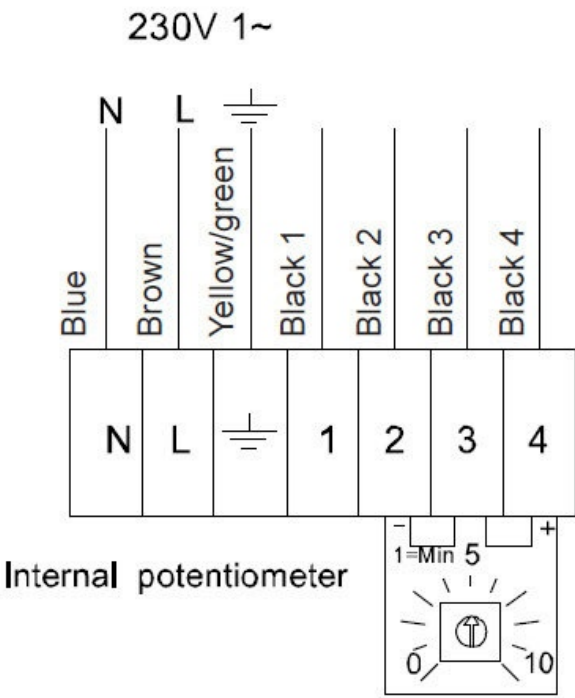 230V 1~
N L
Blue
Brown
Yellow/green
Black 1
Black 2
Black 3
Black 4
N L 1 2 3 4
- +
1=Min 5
Internal potentiometer
0 10